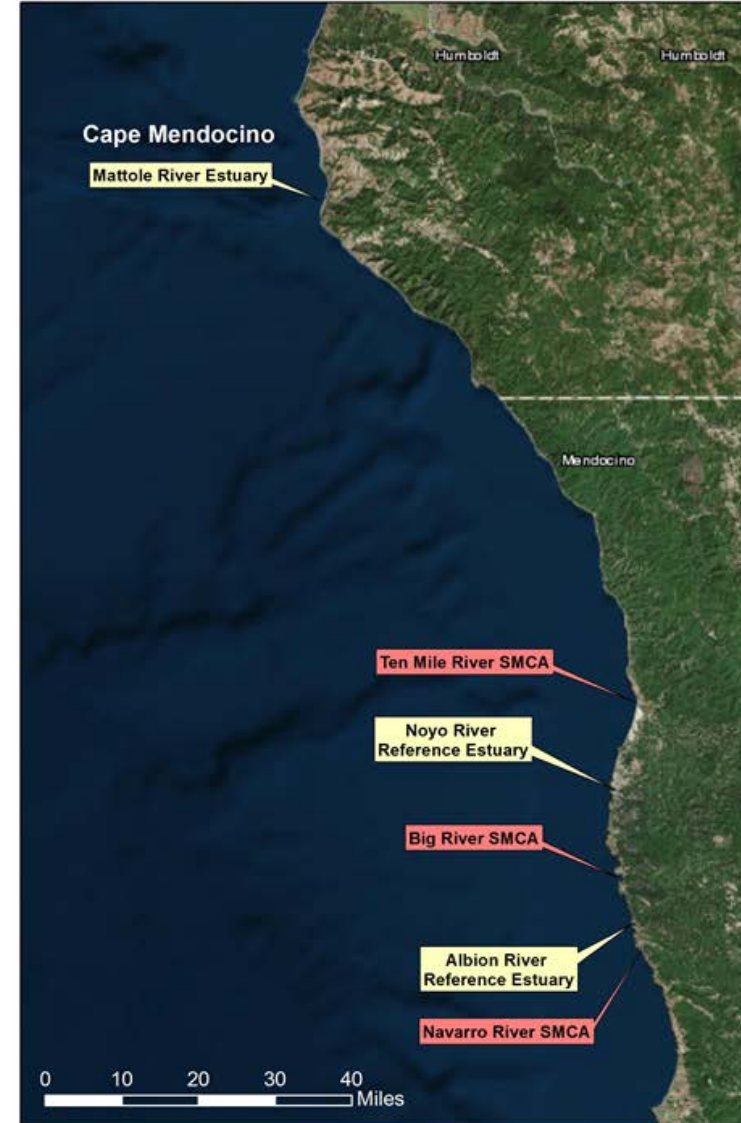 Humboldt
Humboldt
Cape Mendocino
Mattole River Estuary
Mendocino
Ten Mile River SMCA
Noyo River
Reference Estuary
Big River SMCA
Albion River
Reference Estuary
Navarro River SMCA
0 10 20 30 40
Miles